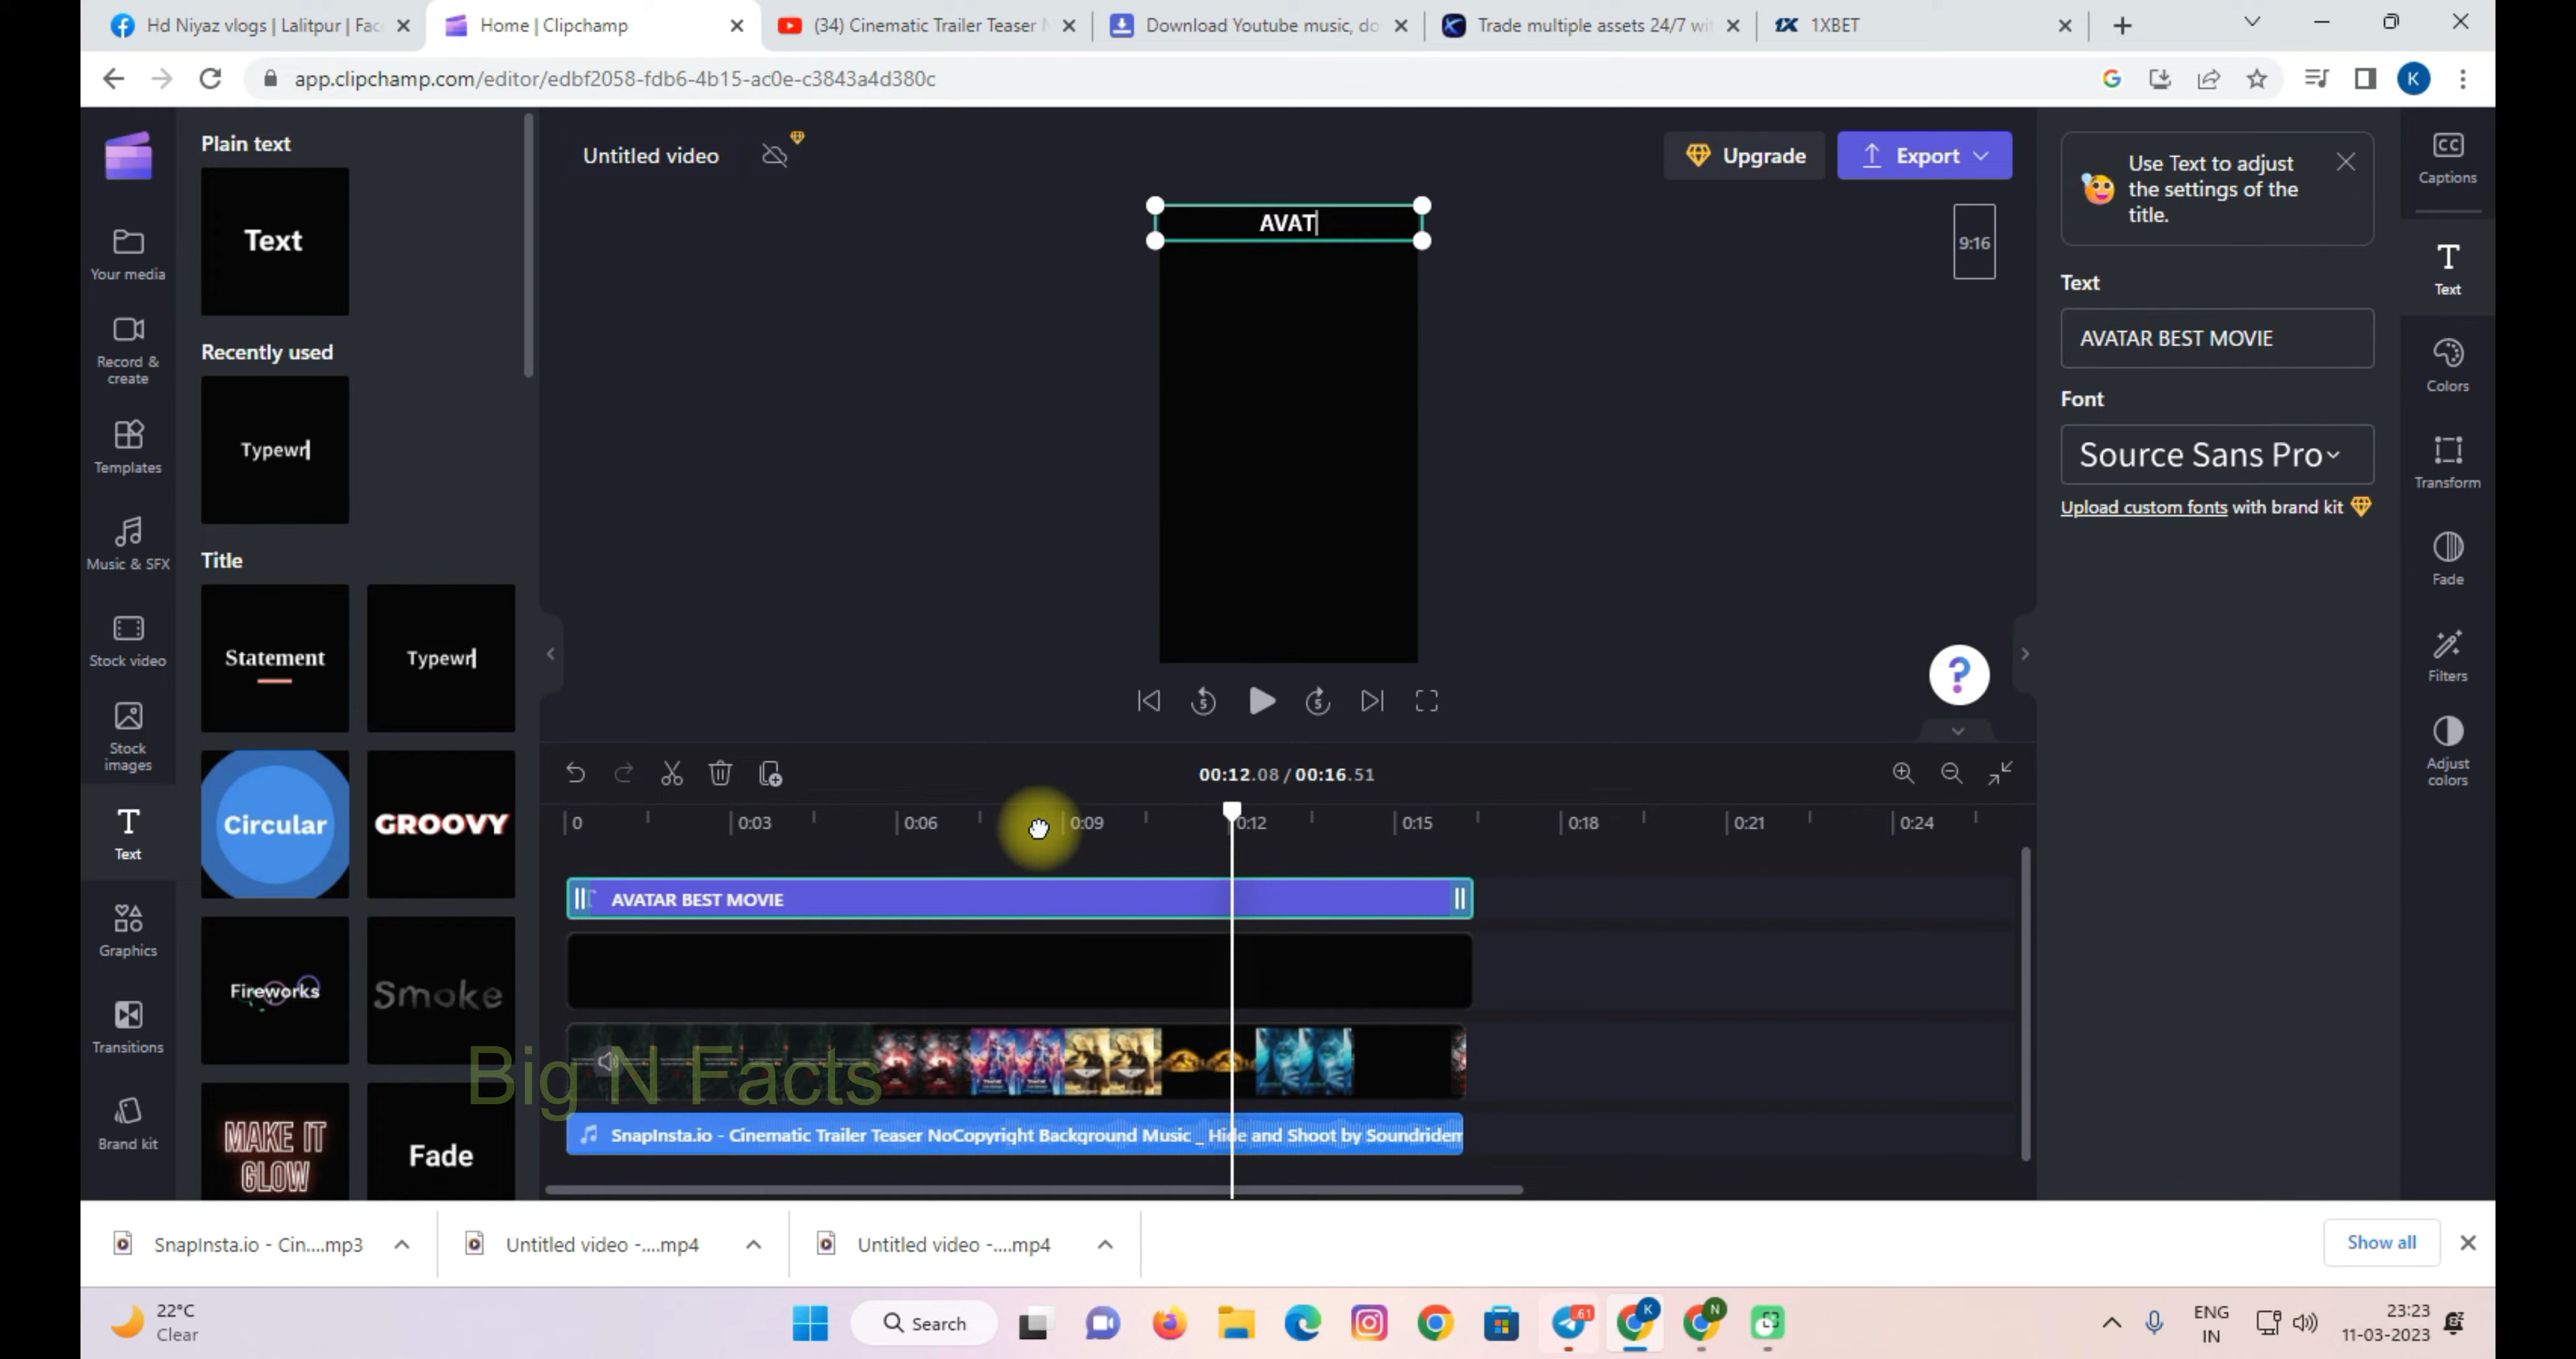 Hd Niyaz vlogs | Lalitpur | Fac
Home | Clipchamp
(34) Cinematic Trailer Teaser N
Download Youtube music, do
Trade multiple assets 24/7 wit
1X 1XBET
app.clipchamp.com/editor/edbf2058-fdb6-4b15-ac0e-c3843a4d380c
G
K
Your media
Record & create
Templates
Music & SFX
Stock video
Stock images
Text
Graphics
Transitions
Brand kit
Plain text
Text
Recently used
Typewr
Title
Statement
Typewr
Circular
GROOVY
Fireworks
Smoke
MAKE IT
GLOW
Fade
Untitled video
Upgrade
Export
AVAT
9:16
5
5
?
00:12.08 / 00:16.51
0
0:03
0:06
0:09
0:12
0:15
0:18
0:21
0:24
AVATAR BEST MOVIE
Big N Facts
SnapInsta.io - Cinematic Trailer Teaser NoCopyright Background Music _ Hide and Shoot by Soundridem
Use Text to adjust
the settings of the
title.
Text
AVATAR BEST MOVIE
Font
Source Sans Pro
Upload custom fonts with brand kit
CC
Captions
Text
Colors
Transform
Fade
Filters
Adjust colors
SnapInsta.io - Cin....mp3
Untitled video -....mp4
Untitled video -....mp4
Show all
22°C
Clear
Search
61
K
N
ENG
IN
23:23
11-03-2023